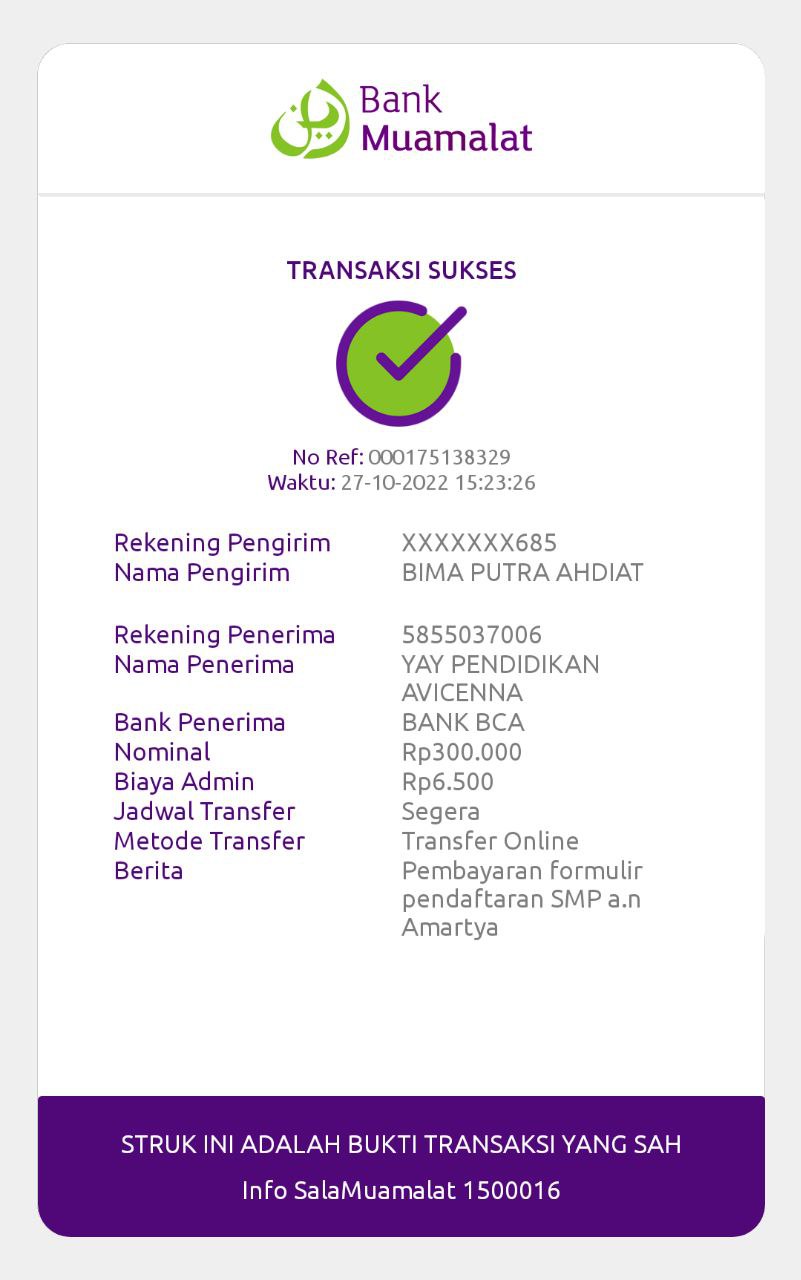 Bank
Muamalat
TRANSAKSI SUKSES
No Ref: 000175138329
Waktu: 27-10-2022 15:23:26
Rekening Pengirim XXXXXXX685
Nama Pengirim BIMA PUTRA AHDIAT
Rekening Penerima 5855037006
Nama Penerima YAY PENDIDIKAN
AVICENNA
Bank Penerima BANK BCA
Nominal Rp300.000
Biaya Admin Rp6.500
Jadwal Transfer Segera
Metode Transfer Transfer Online
Berita Pembayaran formulir
pendaftaran SMP a.n
Amartya
STRUK INI ADALAH BUKTI TRANSAKSI YANG SAH
Info SalaMuamalat 1500016